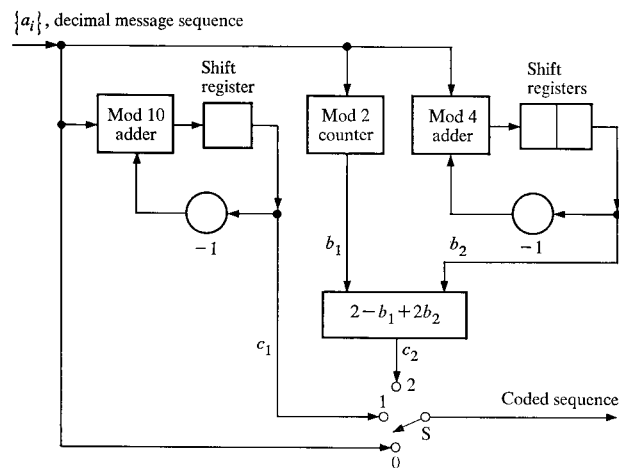 {a_i}, decimal message sequence
Shift
register
Shift
registers
Mod 10
adder
Mod 2
counter
Mod 4
adder
−1
−1
b_1
b_2
2−b_1+2b_2
c_1
c_2
2
1
S
0
Coded sequence